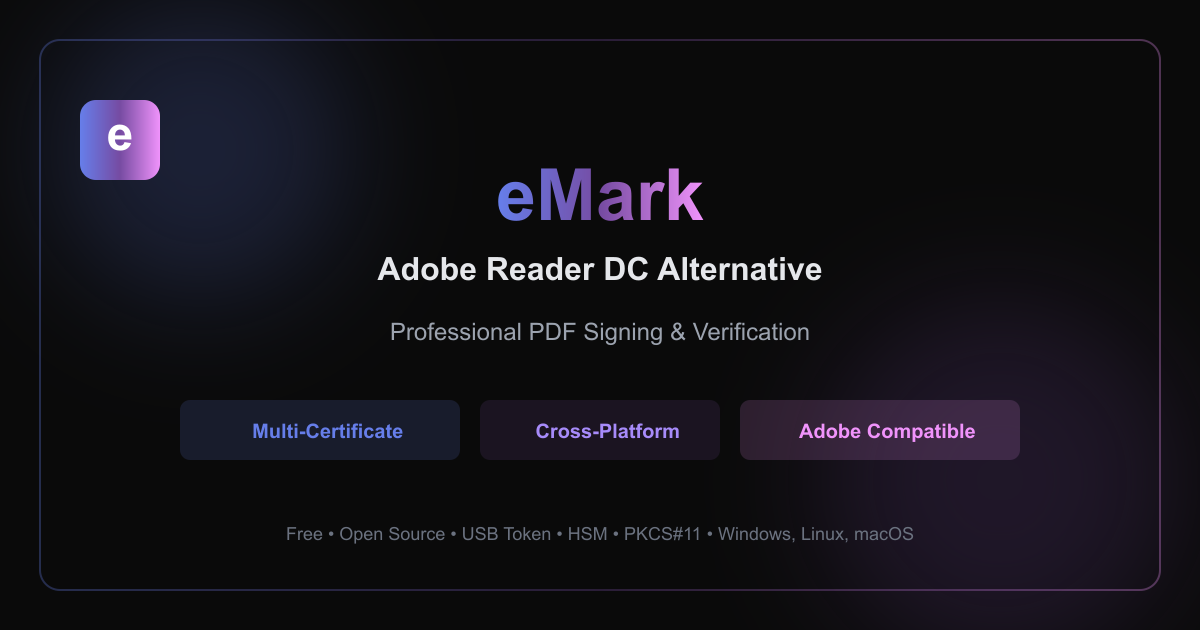 e
eMark
Adobe Reader DC Alternative
Professional PDF Signing & Verification
Multi-Certificate
Cross-Platform
Adobe Compatible
Free • Open Source • USB Token • HSM • PKCS#11 • Windows, Linux, macOS